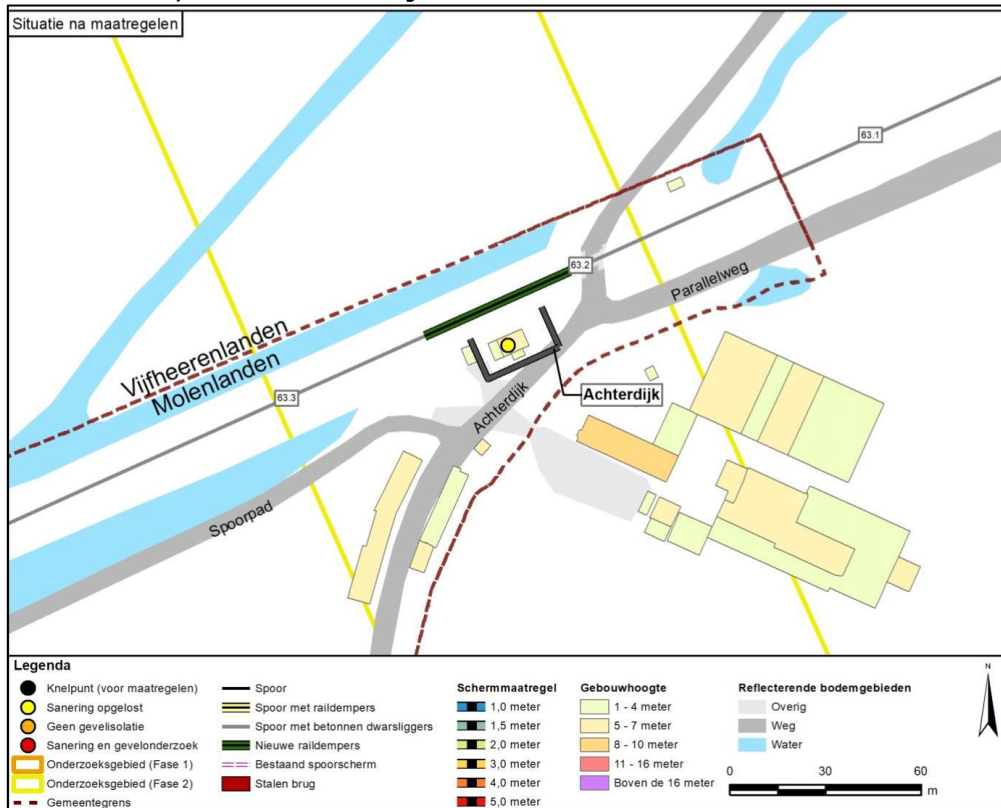 Situatie na maatregelen
63.1
63.2
Parallelweg
Vijfheerenlanden
Molenlanden
63.3
Achterdijk
Achterdijk
Spoorpad
Legenda
Knelpunt (voor maatregelen)
Sanering opgelost
Geen gevelisolatie
Sanering en gevelonderzoek
Onderzoeksgebied (Fase 1)
Onderzoeksgebied (Fase 2)
Gemeentegrens
Spoor
Spoor met raildempers
Spoor met betonnen dwarsliggers
Nieuwe raildempers
Bestaand spoorscherm
Stalen brug
Schermmaatregel
1,0 meter
1,5 meter
2,0 meter
3,0 meter
4,0 meter
5,0 meter
Gebouwhoogte
1 - 4 meter
5 - 7 meter
8 - 10 meter
11 - 16 meter
Boven de 16 meter
Reflecterende bodemgebieden
Overig
Weg
Water
N
0 30 60
m